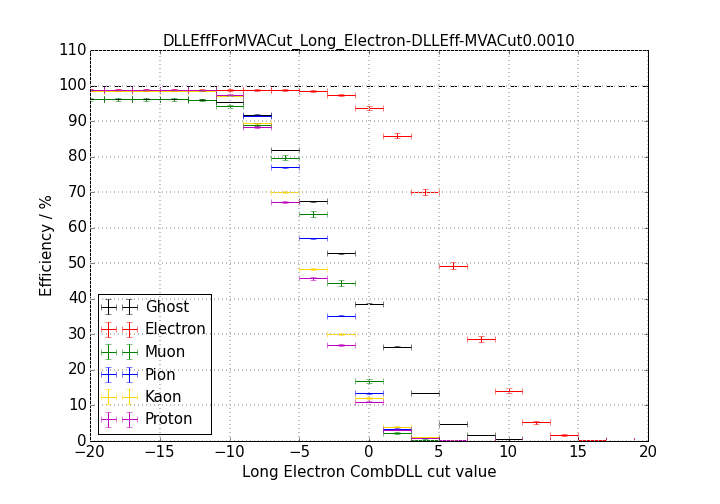 DLLEffForMVACut_Long_Electron-DLLEff-MVACut0.0010
110
100
90
80
70
60
50
40
30
20
10
0
Efficiency / %
Ghost
Electron
Muon
Pion
Kaon
Proton
−20 −15 −10 −5 0 5 10 15 20
Long Electron CombDLL cut value